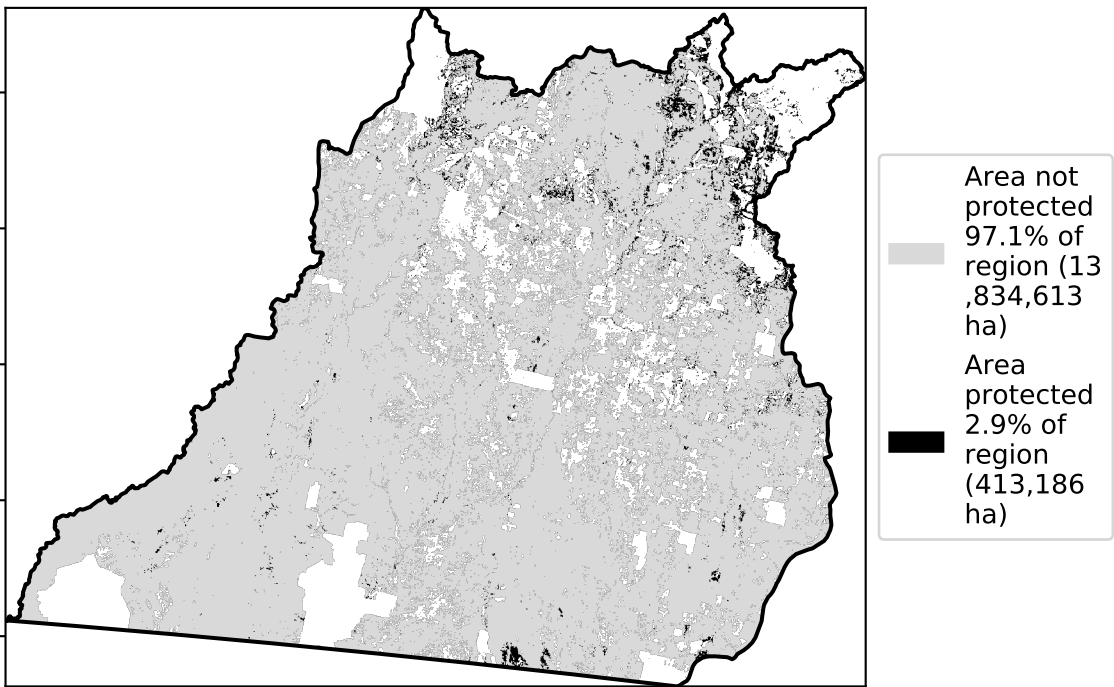 Area not
protected
97.1% of
region (13
,834,613
ha)
Area
protected
2.9% of
region
(413,186
ha)